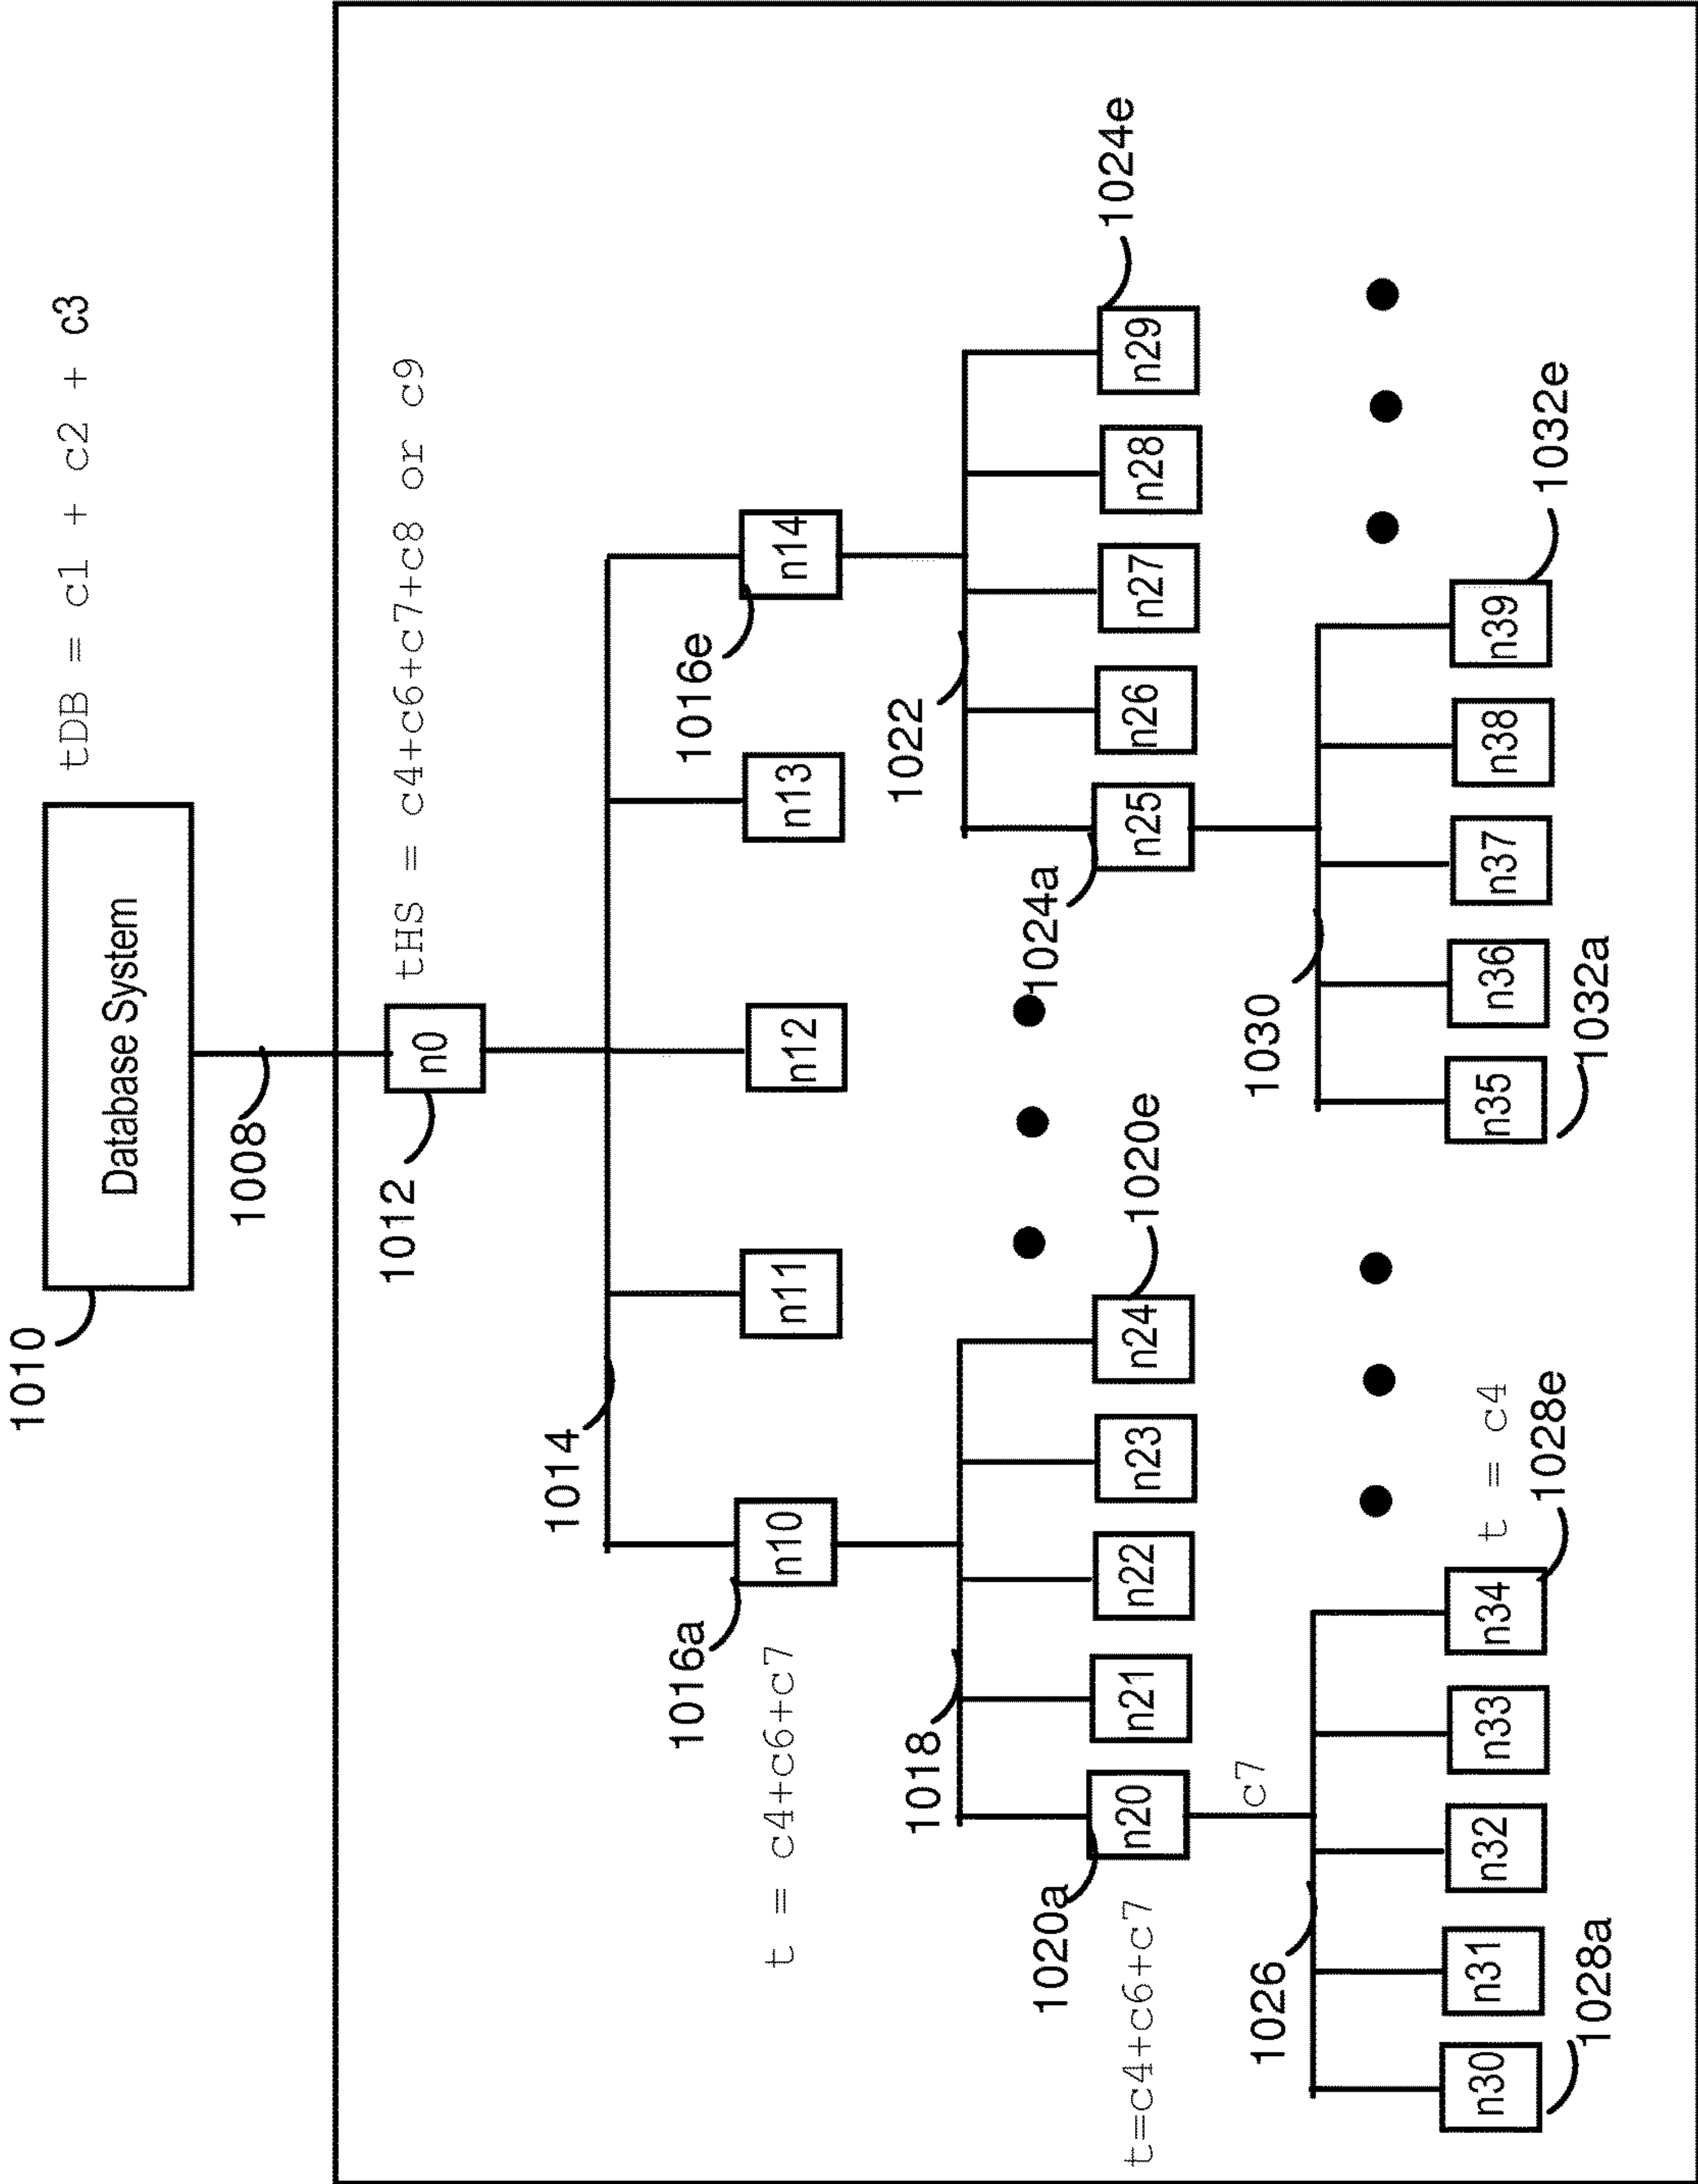 1010
Database System
tDB = c1 + c2 + c3
1008
1012
n0
tHS = c4+c6+c7+c8 or c9
1014
1016a
n10
n11
n12
n13
n14
1016e
t = c4+c6+c7
1018
1022
1020a
n20
n21
n22
n23
n24
1020e
1024a
n25
n26
n27
n28
n29
1024e
t=c4+c6+c7
c7
1026
1030
n30
n31
n32
n33
n34
t = c4
n35
n36
n37
n38
n39
1028a
1028e
1032a
1032e